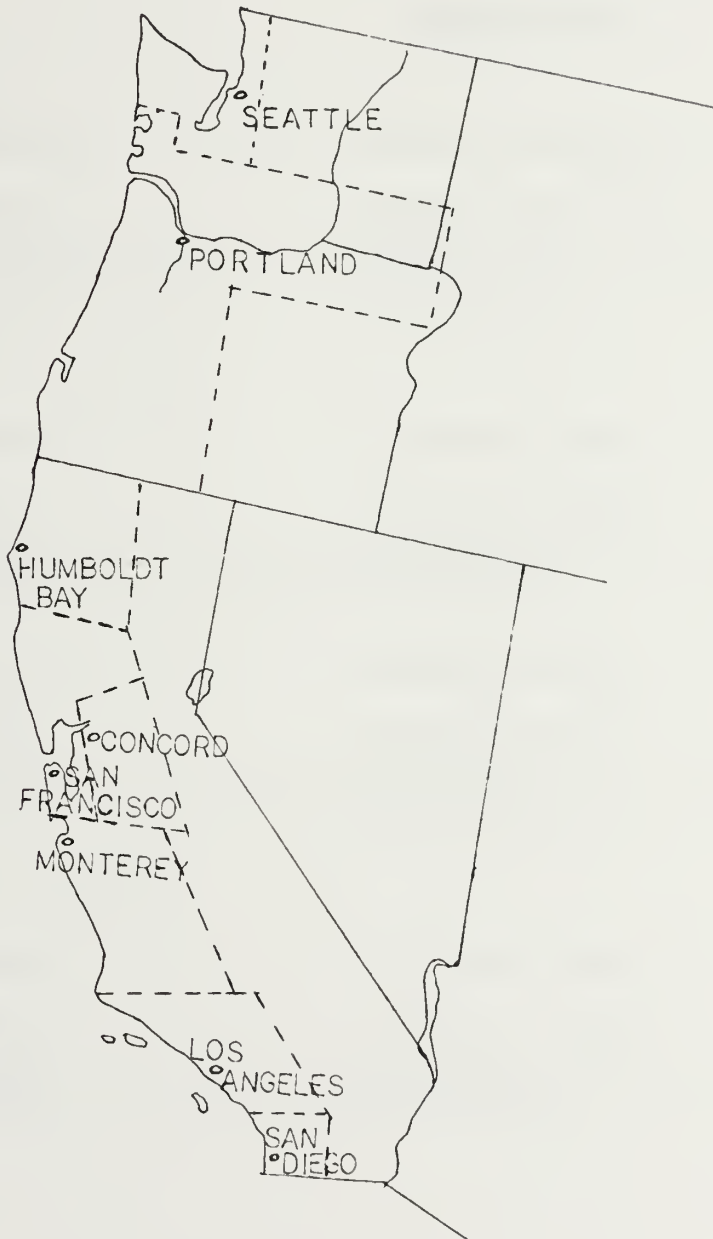 SEATTLE
PORTLAND
HUMBOLDT
BAY
CONCORD
SAN
FRANCISCO
MONTEREY
LOS
ANGELES
SAN
DIEGO